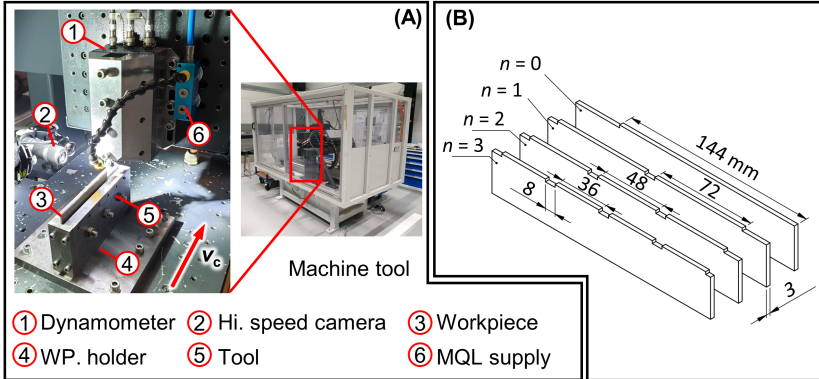 (A)
1
2
3
4
5
6
v_c
Machine tool
1 Dynamometer 2 Hi. speed camera 3 Workpiece
4 WP. holder 5 Tool 6 MQL supply
(B)
n = 0
n = 1
n = 2
n = 3
144 mm
72
48
36
8
3